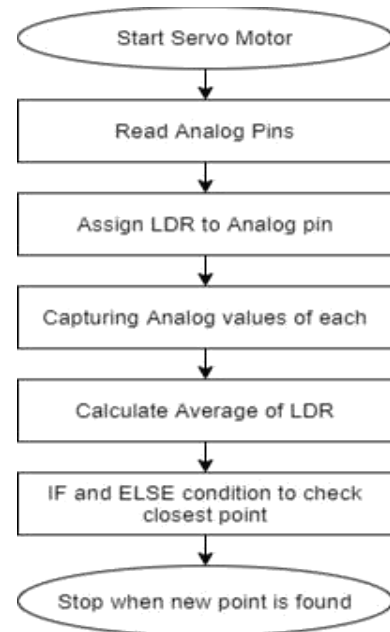 Start Servo Motor
Read Analog Pins
Assign LDR to Analog pin
Capturing Analog values of each
Calculate Average of LDR
IF and ELSE condition to check
closest point
Stop when new point is found